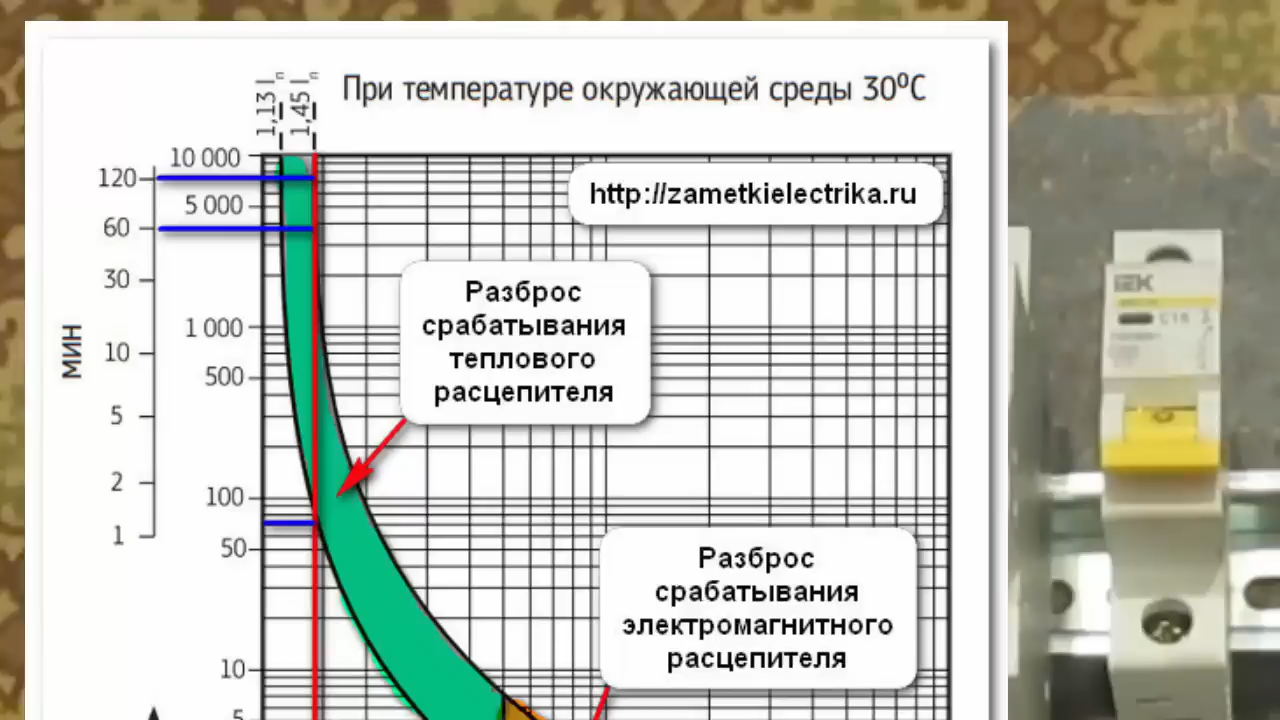 1,13 In
1,45 In
При температуре окружающей среды 30⁰C
http://zametkielectrika.ru
10 000
120
5 000
60
30
1 000
10
500
МИН
5
2
100
1
50
10
5
Разброс
срабатывания
теплового
расцепителя
Разброс
срабатывания
электромагнитного
расцепителя
IEK
C16